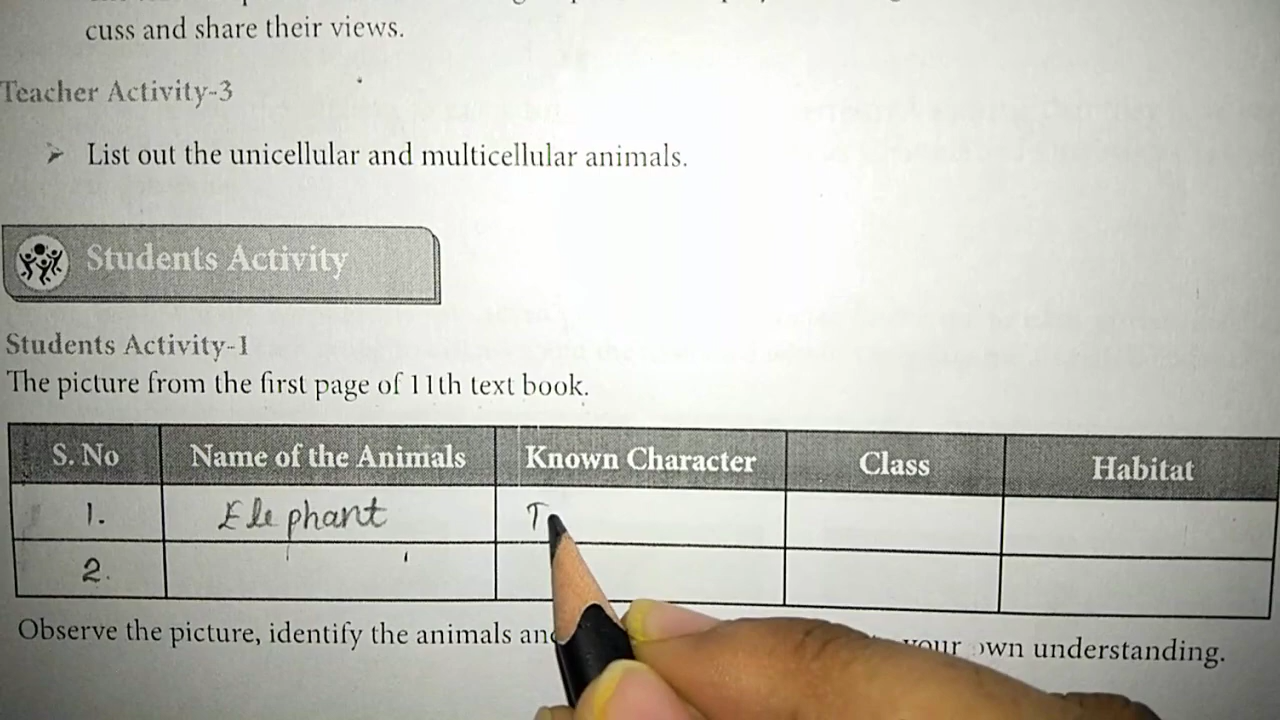 cuss and share their views.
Teacher Activity-3
➢ List out the unicellular and multicellular animals.
Students Activity
Students Activity-1
The picture from the first page of 11th text book.
S. No Name of the Animals Known Character Class Habitat
1. Elephant T
2.
Observe the picture, identify the animals and your own understanding.